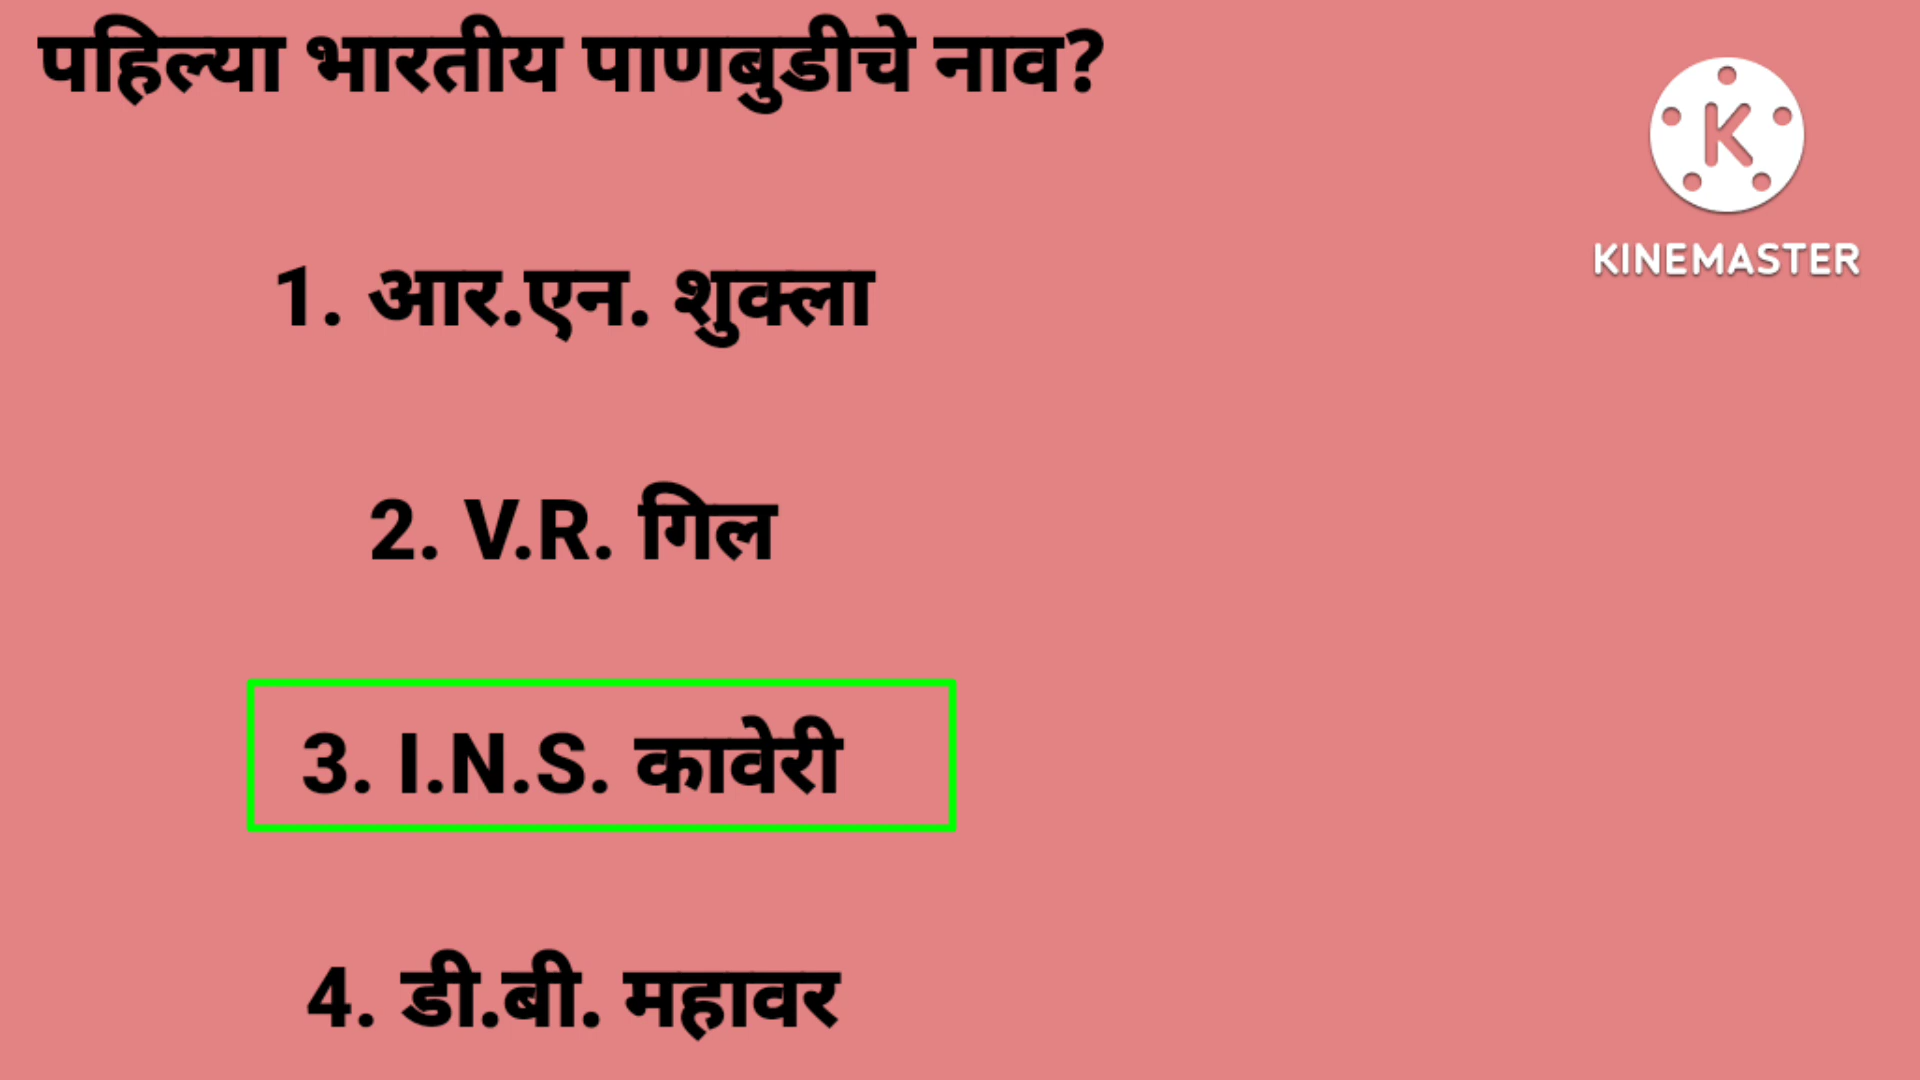 पहिल्या भारतीय पाणबुडीचे नाव?
K
KINEMASTER
1. आर.एन. शुक्ला
2. V.R. गिल
3. I.N.S. कावेरी
4. डी.बी. महावर